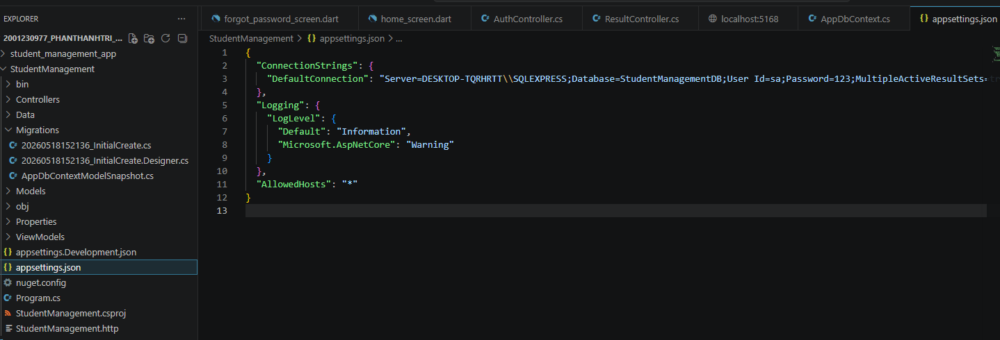 EXPLORER
forgot_password_screen.dart
home_screen.dart
AuthController.cs
ResultController.cs
localhost:5168
AppDbContext.cs
appsettings.json
2001230977_PHANTHANHTRI_...
student_management_app
StudentManagement
bin
Controllers
Data
Migrations
20260518152136_InitialCreate.cs
20260518152136_InitialCreate.Designer.cs
AppDbContextModelSnapshot.cs
Models
obj
Properties
ViewModels
appsettings.Development.json
appsettings.json
nuget.config
Program.cs
StudentManagement.csproj
StudentManagement.http
StudentManagement > {} appsettings.json > ...
1 {
2 "ConnectionStrings": {
3 "DefaultConnection": "Server=DESKTOP-TQRHRTT\\SQLEXPRESS;Database=StudentManagementDB;User Id=sa;Password=123;MultipleActiveResultSets=
4 },
5 "Logging": {
6 "LogLevel": {
7 "Default": "Information",
8 "Microsoft.AspNetCore": "Warning"
9 }
10 },
11 "AllowedHosts": "*"
12 }
13